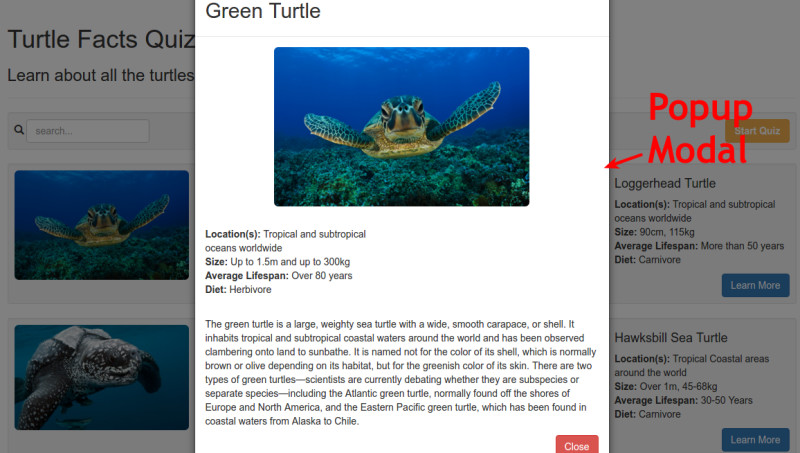 Green Turtle
Turtle Facts Quiz
Learn about all the turtles
search...
Start Quiz
Popup
Modal
Location(s): Tropical and subtropical
oceans worldwide
Size: Up to 1.5m and up to 300kg
Average Lifespan: Over 80 years
Diet: Herbivore
The green turtle is a large, weighty sea turtle with a wide, smooth carapace, or shell. It
inhabits tropical and subtropical coastal waters around the world and has been observed
clambering onto land to sunbathe. It is named not for the color of its shell, which is normally
brown or olive depending on its habitat, but for the greenish color of its skin. There are two
types of green turtles—scientists are currently debating whether they are subspecies or
separate species—including the Atlantic green turtle, normally found off the shores of
Europe and North America, and the Eastern Pacific green turtle, which has been found in
coastal waters from Alaska to Chile.
Close
Loggerhead Turtle
Location(s): Tropical and subtropical
oceans worldwide
Size: 90cm, 115kg
Average Lifespan: More than 50 years
Diet: Carnivore
Learn More
Hawksbill Sea Turtle
Location(s): Tropical Coastal areas
around the world
Size: Over 1m, 45-68kg
Average Lifespan: 30-50 Years
Diet: Carnivore
Learn More